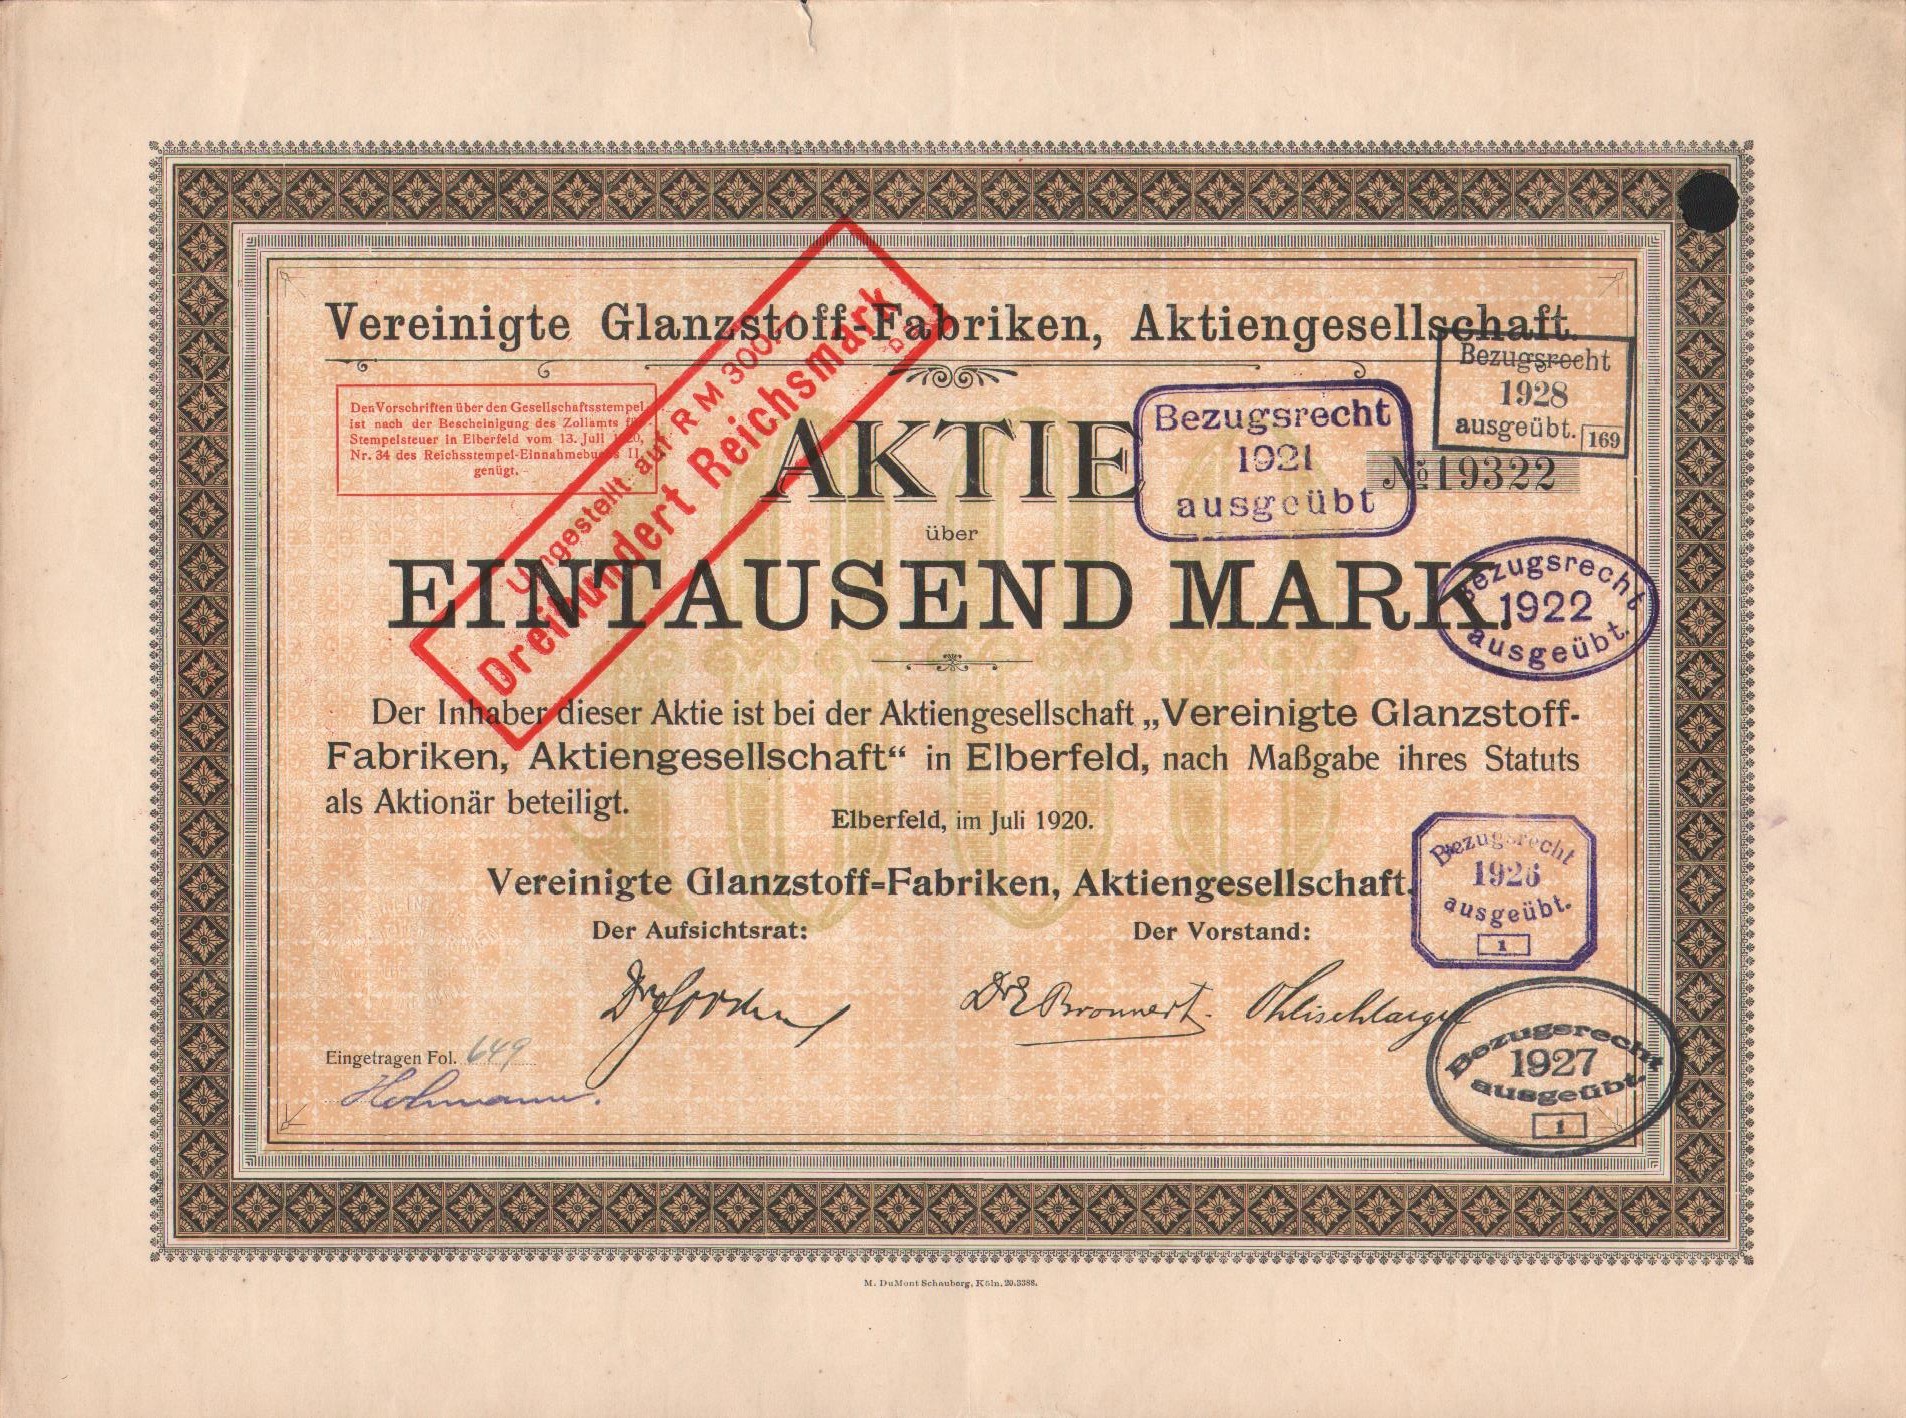 Vereinigte Glanzstoff-Fabriken, Aktiengesellschaft.
Bezugsrecht
1928
ausgeübt.
169
Den Vorschriften über den Gesellschaftsstempel
ist nach der Bescheinigung des Zollamts für
Stempelsteuer in Elberfeld vom 13. Juli 1920,
Nr. 34 des Reichsstempel-Einnahmebuchs II,
genügt.
Umgestellt auf RM 300.—
Dreihundert Reichsmark
AKTIE
Bezugsrecht
1921
ausgeübt
№ 19322
über
EINTAUSEND MARK.
Bezugsrecht
1922
ausgeübt.
Der Inhaber dieser Aktie ist bei der Aktiengesellschaft „Vereinigte Glanzstoff-
Fabriken, Aktiengesellschaft“ in Elberfeld, nach Maßgabe ihres Statuts
als Aktionär beteiligt.
Elberfeld, im Juli 1920.
Bezugsrecht
1926
ausgeübt.
1
Vereinigte Glanzstoff=Fabriken, Aktiengesellschaft.
Der Aufsichtsrat:
Der Vorstand:
Dr Jordan
Dr E Bronnert.
Ohlischlaeger
Eingetragen Fol. 649
Bezugsrecht
1927
ausgeübt.
1
M. DuMont Schauberg, Köln. 20.3388.